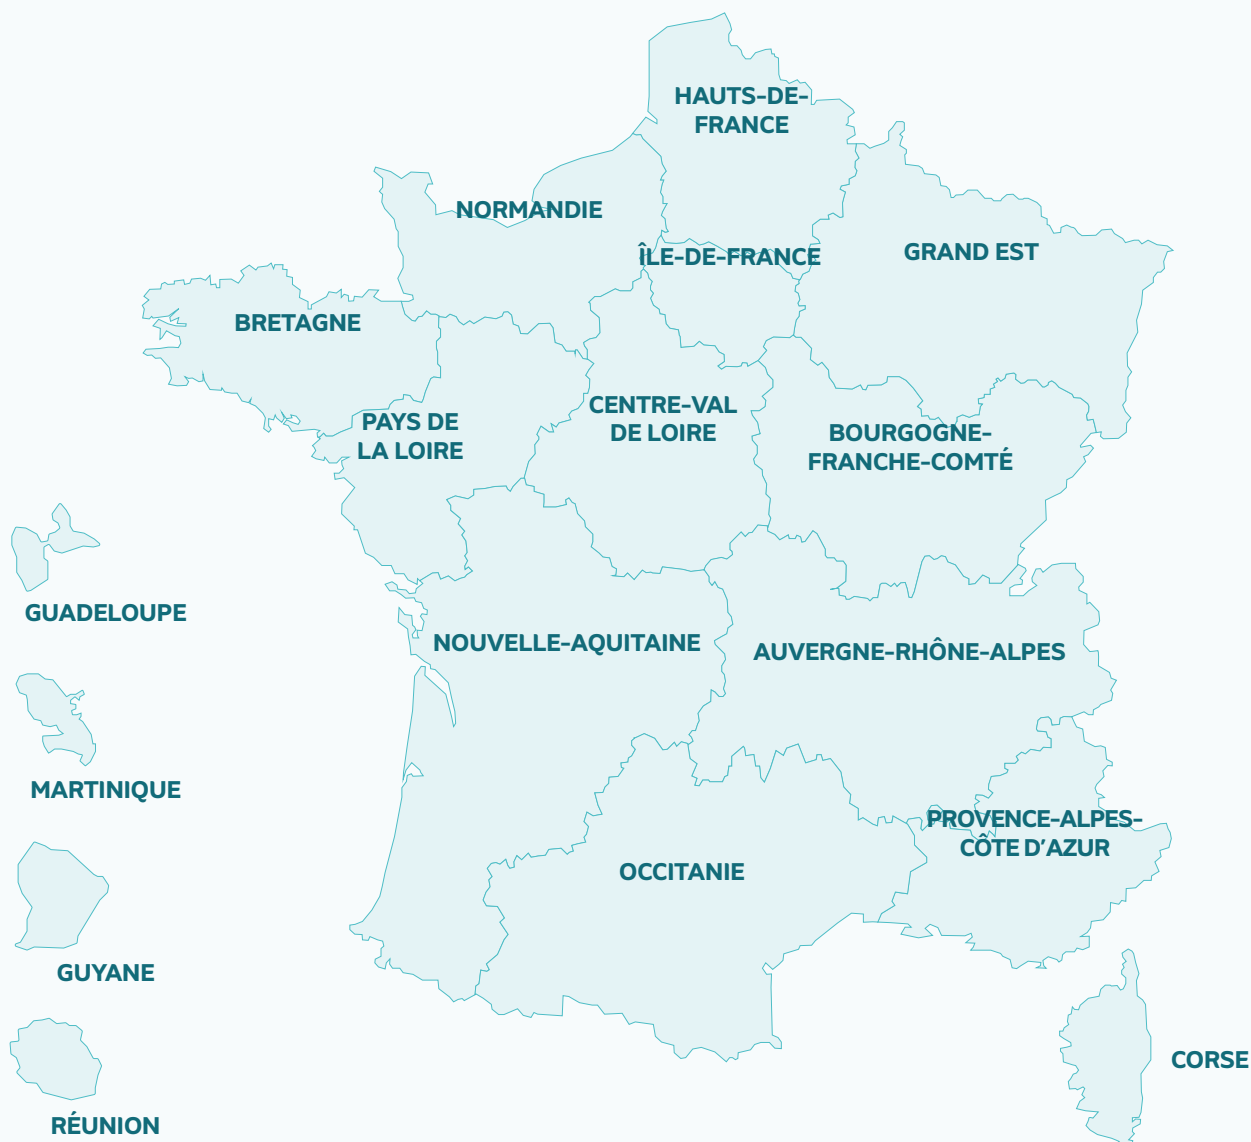 HAUTS-DE-
FRANCE
NORMANDIE
ÎLE-DE-FRANCE
GRAND EST
BRETAGNE
PAYS DE
LA LOIRE
CENTRE-VAL
DE LOIRE
BOURGOGNE-
FRANCHE-COMTÉ
GUADELOUPE
NOUVELLE-AQUITAINE
AUVERGNE-RHÔNE-ALPES
MARTINIQUE
PROVENCE-ALPES-
CÔTE D'AZUR
OCCITANIE
GUYANE
CORSE
RÉUNION